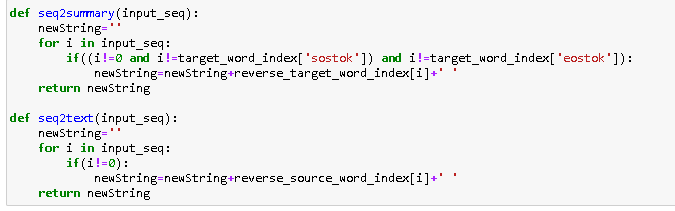 def seq2summary(input_seq):
    newString=''
    for i in input_seq:
        if((i!=0 and i!=target_word_index['sostok']) and i!=target_word_index['eostok']):
            newString=newString+reverse_target_word_index[i]+' '
    return newString

def seq2text(input_seq):
    newString=''
    for i in input_seq:
        if(i!=0):
            newString=newString+reverse_source_word_index[i]+' '
    return newString